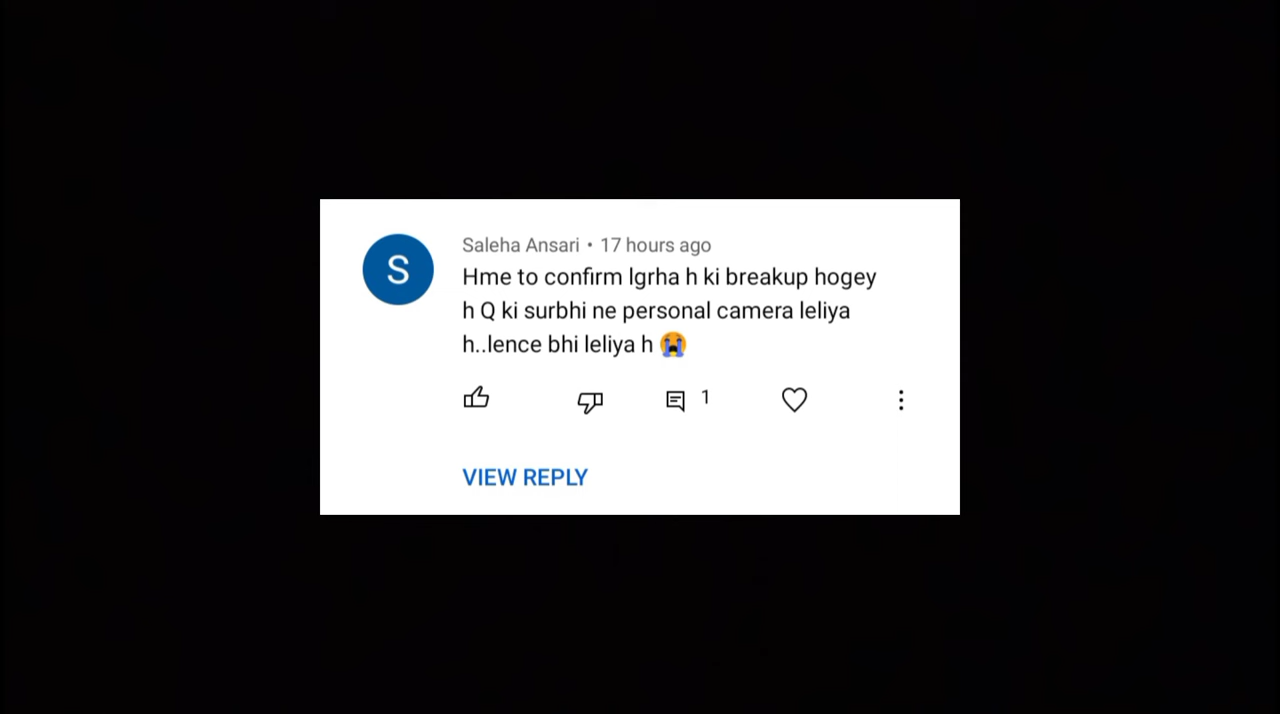 S
Saleha Ansari • 17 hours ago
Hme to confirm lgrha h ki breakup hogey
h Q ki surbhi ne personal camera leliya
h..lence bhi leliya h 😭
1
VIEW REPLY